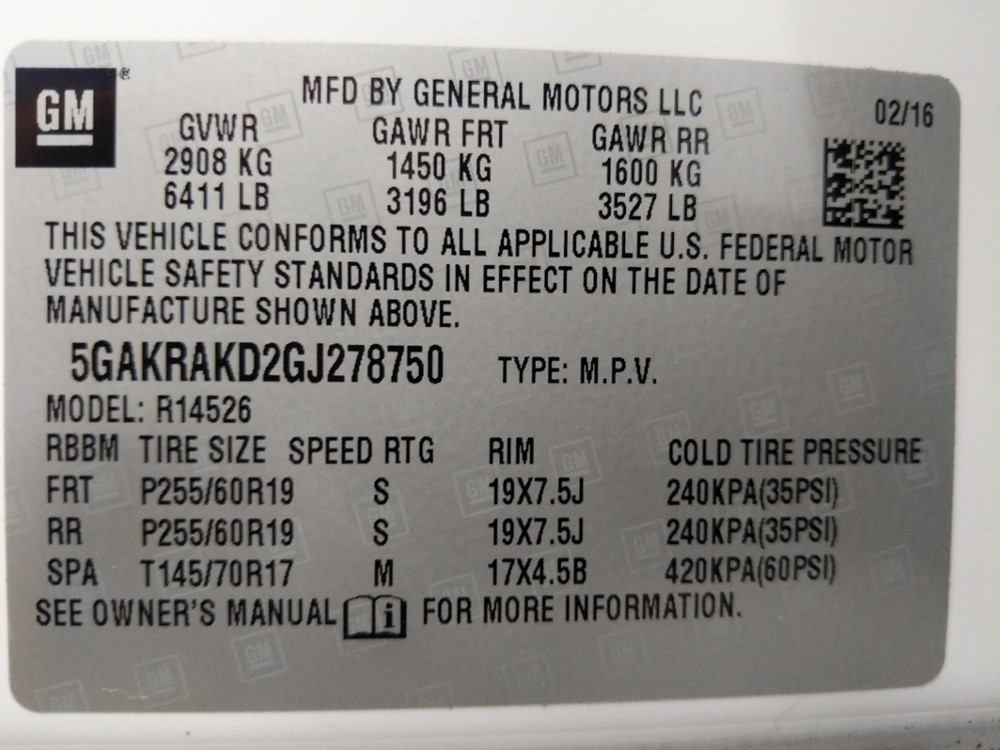 GM ®
MFD BY GENERAL MOTORS LLC 02/16
GVWR GAWR FRT GAWR RR
2908 KG 1450 KG 1600 KG
6411 LB 3196 LB 3527 LB
THIS VEHICLE CONFORMS TO ALL APPLICABLE U.S. FEDERAL MOTOR
VEHICLE SAFETY STANDARDS IN EFFECT ON THE DATE OF
MANUFACTURE SHOWN ABOVE.
5GAKRAKD2GJ278750 TYPE: M.P.V.
MODEL: R14526
RBBM TIRE SIZE SPEED RTG RIM COLD TIRE PRESSURE
FRT P255/60R19 S 19X7.5J 240KPA(35PSI)
RR P255/60R19 S 19X7.5J 240KPA(35PSI)
SPA T145/70R17 M 17X4.5B 420KPA(60PSI)
SEE OWNER'S MANUAL i FOR MORE INFORMATION.